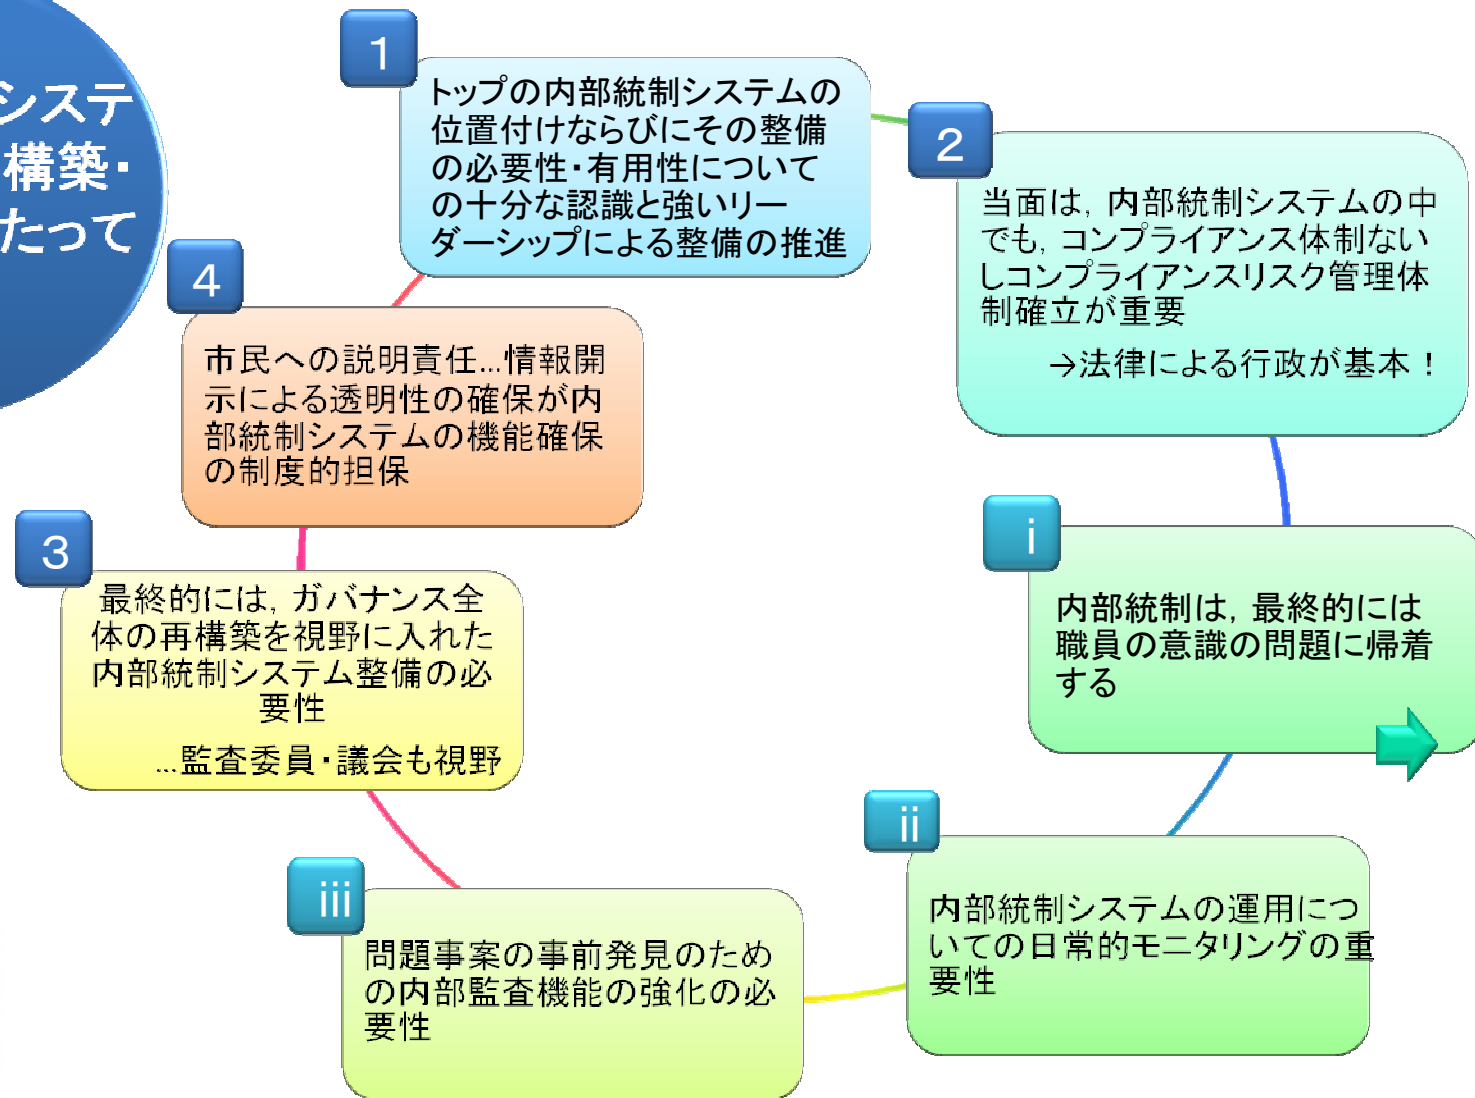 システ
構築・
たって
1
トップの内部統制システムの
位置付けならびにその整備
の必要性・有用性について
の十分な認識と強いリー
ダーシップによる整備の推進
2
当面は，内部統制システムの中
でも，コンプライアンス体制ない
しコンプライアンスリスク管理体
制確立が重要
→法律による行政が基本！
i
内部統制は，最終的には
職員の意識の問題に帰着
する
ii
内部統制システムの運用につ
いての日常的モニタリングの重
要性
iii
問題事案の事前発見のため
の内部監査機能の強化の必
要性
3
最終的には，ガバナンス全
体の再構築を視野に入れた
内部統制システム整備の必
要性
…監査委員・議会も視野
4
市民への説明責任…情報開
示による透明性の確保が内
部統制システムの機能確保
の制度的担保